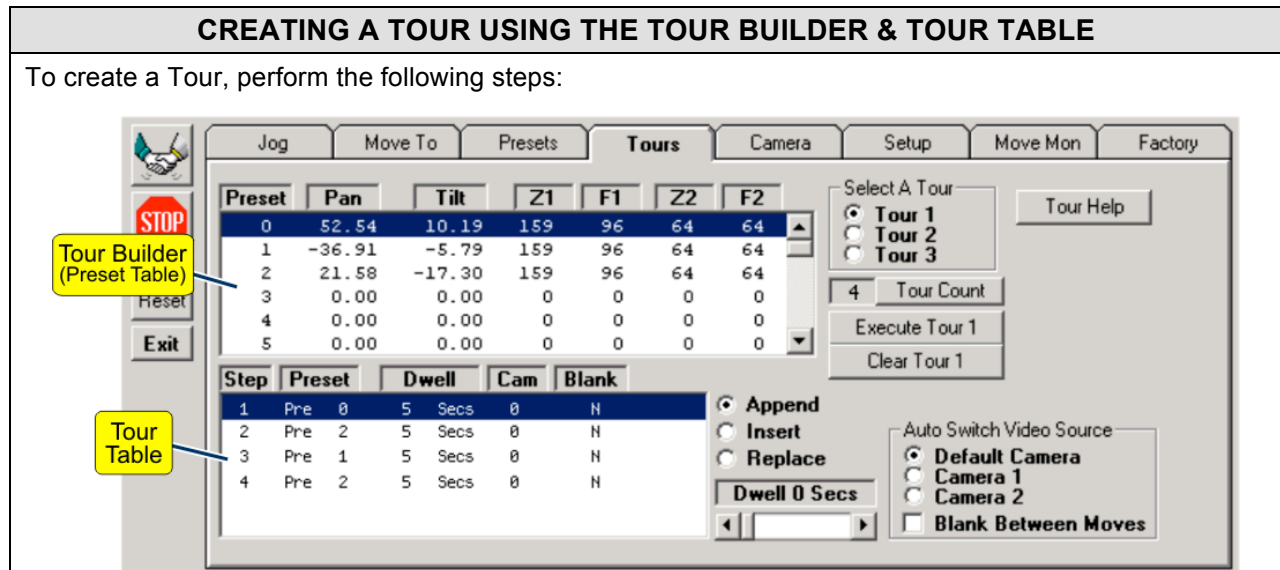 CREATING A TOUR USING THE TOUR BUILDER & TOUR TABLE
To create a Tour, perform the following steps:
Jog Move To Presets Tours Camera Setup Move Mon Factory
STOP
Reset
Exit
Tour Builder
(Preset Table)
Preset Pan Tilt Z1 F1 Z2 F2
0 52.54 10.19 159 96 64 64
1 -36.91 -5.79 159 96 64 64
2 21.58 -17.30 159 96 64 64
3 0.00 0.00 0 0 0 0
4 0.00 0.00 0 0 0 0
5 0.00 0.00 0 0 0 0
Select A Tour
Tour 1
Tour 2
Tour 3
Tour Help
4 Tour Count
Execute Tour 1
Clear Tour 1
Tour
Table
Step Preset Dwell Cam Blank
1 Pre 0 5 Secs 0 N
2 Pre 2 5 Secs 0 N
3 Pre 1 5 Secs 0 N
4 Pre 2 5 Secs 0 N
Append
Insert
Replace
Dwell 0 Secs
Auto Switch Video Source
Default Camera
Camera 1
Camera 2
Blank Between Moves